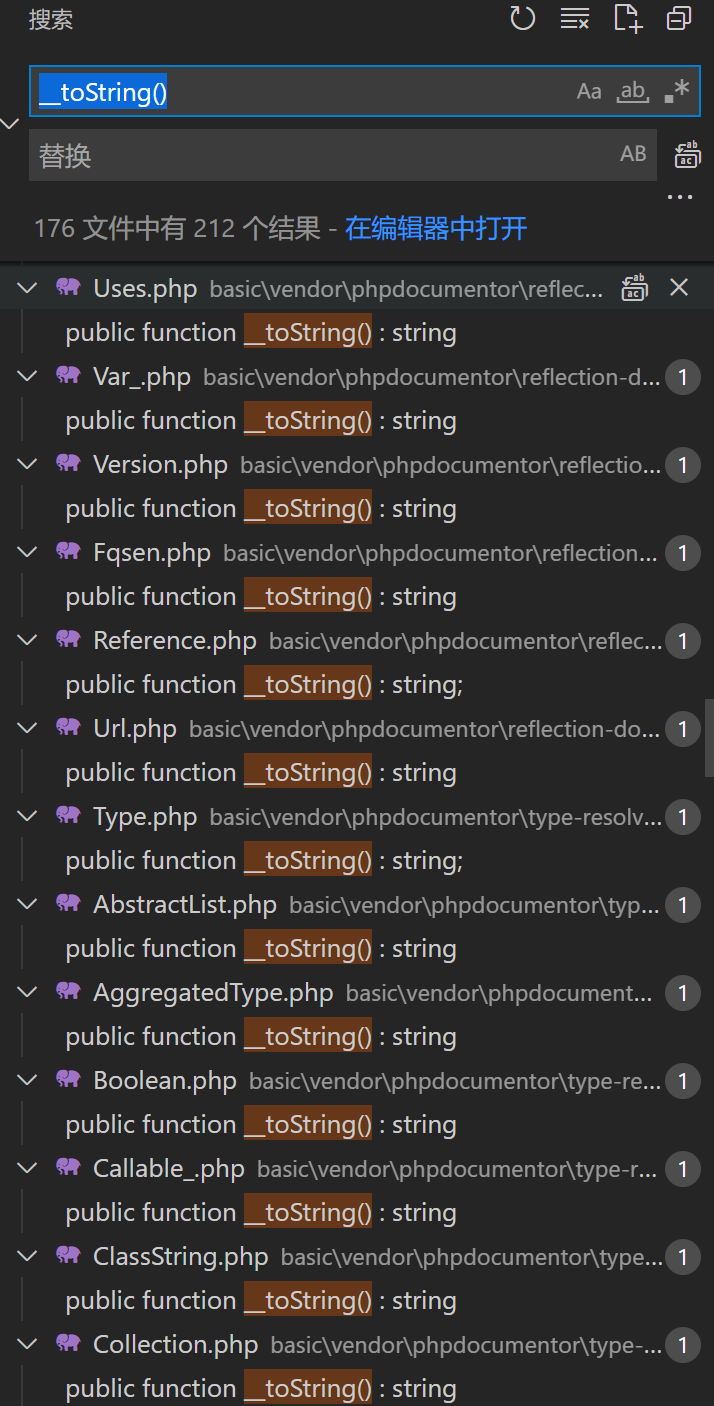 搜索
__toString()
Aa ab *
替换
AB
176 文件中有 212 个结果 - 在编辑器中打开
Uses.php basic\vendor\phpdocumentor\reflec...
public function __toString() : string
Var_.php basic\vendor\phpdocumentor\reflection-d... 1
public function __toString() : string
Version.php basic\vendor\phpdocumentor\reflectio... 1
public function __toString() : string
Fqsen.php basic\vendor\phpdocumentor\reflection... 1
public function __toString() : string
Reference.php basic\vendor\phpdocumentor\reflec... 1
public function __toString() : string;
Url.php basic\vendor\phpdocumentor\reflection-do... 1
public function __toString() : string
Type.php basic\vendor\phpdocumentor\type-resolv... 1
public function __toString() : string;
AbstractList.php basic\vendor\phpdocumentor\typ... 1
public function __toString() : string
AggregatedType.php basic\vendor\phpdocument... 1
public function __toString() : string
Boolean.php basic\vendor\phpdocumentor\type-re... 1
public function __toString() : string
Callable_.php basic\vendor\phpdocumentor\type-r... 1
public function __toString() : string
ClassString.php basic\vendor\phpdocumentor\type... 1
public function __toString() : string
Collection.php basic\vendor\phpdocumentor\type-... 1
public function __toString() : string